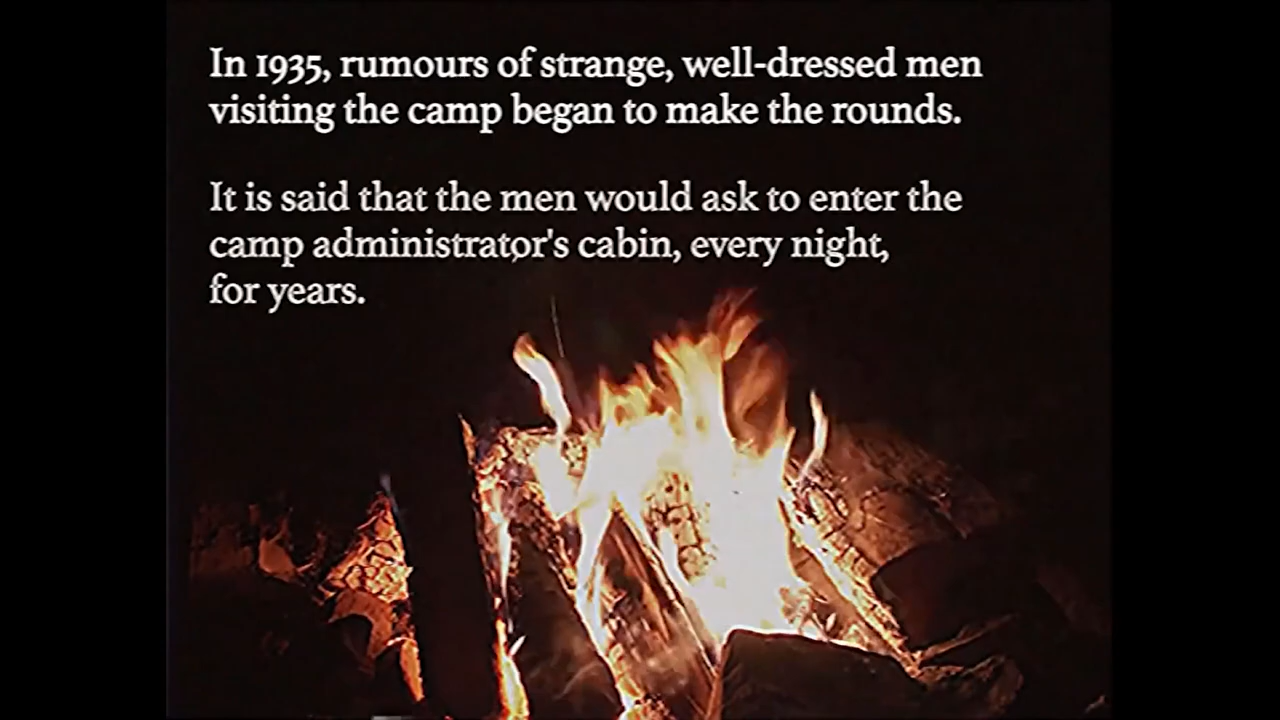 In 1935, rumours of strange, well-dressed men
visiting the camp began to make the rounds.
It is said that the men would ask to enter the
camp administrator's cabin, every night,
for years.